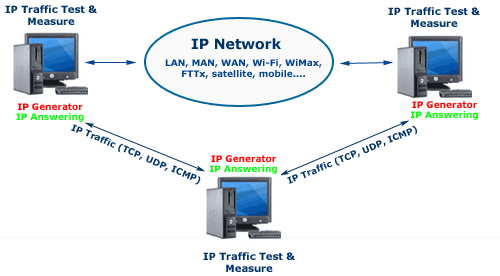 IP Traffic Test &
Measure
IP Network
LAN, MAN, WAN, Wi-Fi, WiMax,
FTTx, satellite, mobile....
IP Traffic Test &
Measure
IP Generator
IP Answering
IP Generator
IP Answering
IP Traffic (TCP, UDP, ICMP)
IP Generator
IP Answering
IP Traffic (TCP, UDP, ICMP)
IP Traffic Test &
Measure